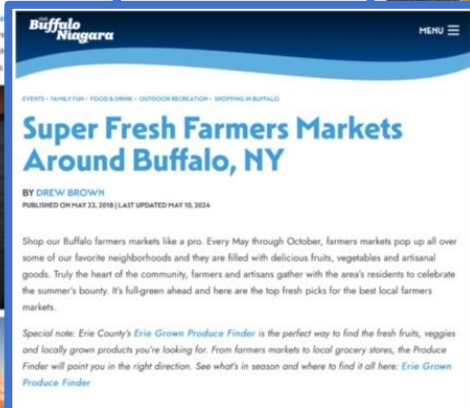 Buffalo
Niagara
MENU
EVENTS - FAMILY FUN - FOOD & DRINK - OUTDOOR RECREATION - SHOPPING IN BUFFALO
Super Fresh Farmers Markets
Around Buffalo, NY
BY DREW BROWN
PUBLISHED ON MAY 22, 2018 | LAST UPDATED MAY 10, 2024
Shop our Buffalo farmers markets like a pro. Every May through October, farmers markets pop up all over
some of our favorite neighborhoods and they are filled with delicious fruits, vegetables and artisanal
goods. Truly the heart of the community, farmers and artisans gather with the area's residents to celebrate
the summer's bounty. It's full-green ahead and here are the top fresh picks for the best local farmers
markets.
Special note: Erie County's Erie Grown Produce Finder is the perfect way to find the fresh fruits, veggies
and locally grown products you're looking for. From farmers markets to local grocery stores, the Produce
Finder will point you in the right direction. See what's in season and where to find it all here: Erie Grown
Produce Finder